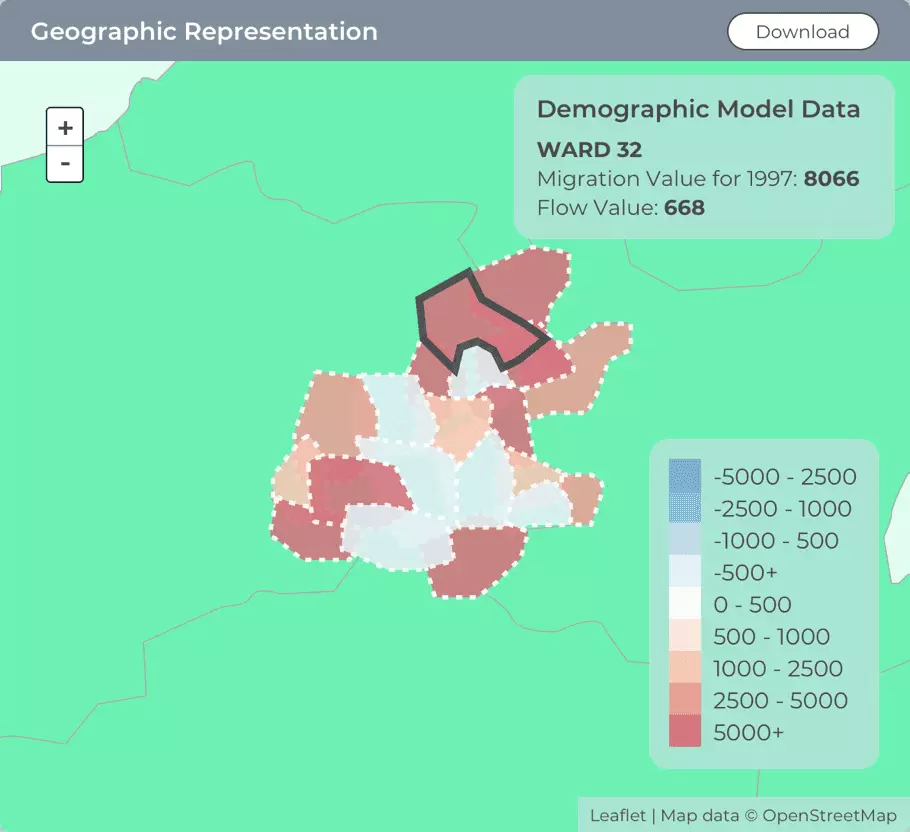 Geographic Representation
Download
+
-
Demographic Model Data
WARD 32
Migration Value for 1997: 8066
Flow Value: 668
-5000 - 2500
-2500 - 1000
-1000 - 500
-500+
0 - 500
500 - 1000
1000 - 2500
2500 - 5000
5000+
Leaflet | Map data © OpenStreetMap